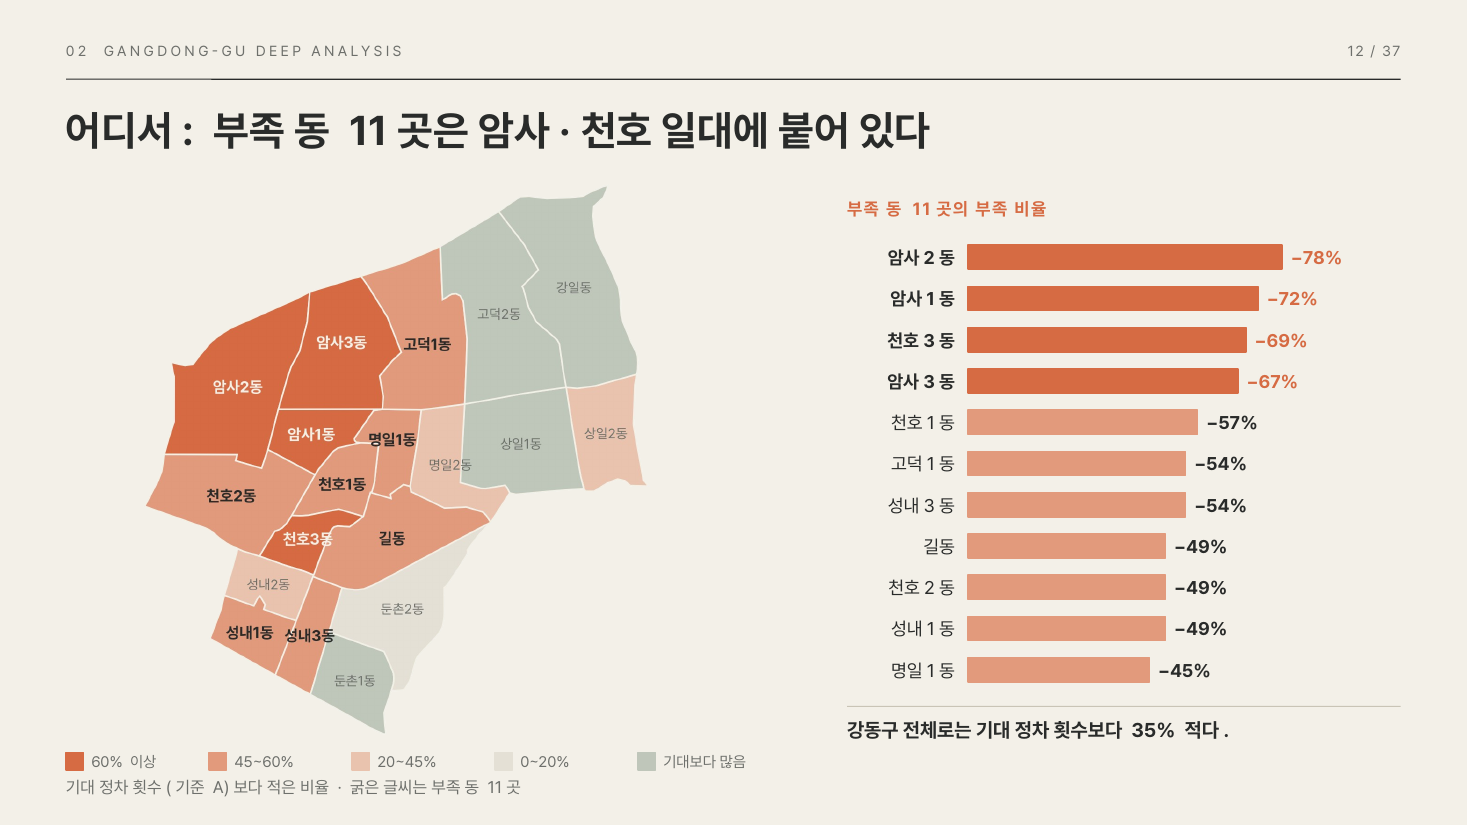 02 GANGDONG-GU DEEP ANALYSIS
12 / 37
어디서 : 부족 동 11 곳은 암사 · 천호 일대에 붙어 있다
강일동
고덕2동
암사3동
고덕1동
암사2동
암사1동
명일1동
상일2동
상일1동
명일2동
천호1동
천호2동
천호3동
길동
성내2동
둔촌2동
성내1동
성내3동
둔촌1동
60% 이상
45~60%
20~45%
0~20%
기대보다 많음
기대 정차 횟수 ( 기준 A) 보다 적은 비율 · 굵은 글씨는 부족 동 11 곳
부족 동 11 곳의 부족 비율
암사 2 동 −78%
암사 1 동 −72%
천호 3 동 −69%
암사 3 동 −67%
천호 1 동 −57%
고덕 1 동 −54%
성내 3 동 −54%
길동 −49%
천호 2 동 −49%
성내 1 동 −49%
명일 1 동 −45%
강동구 전체로는 기대 정차 횟수보다 35% 적다 .